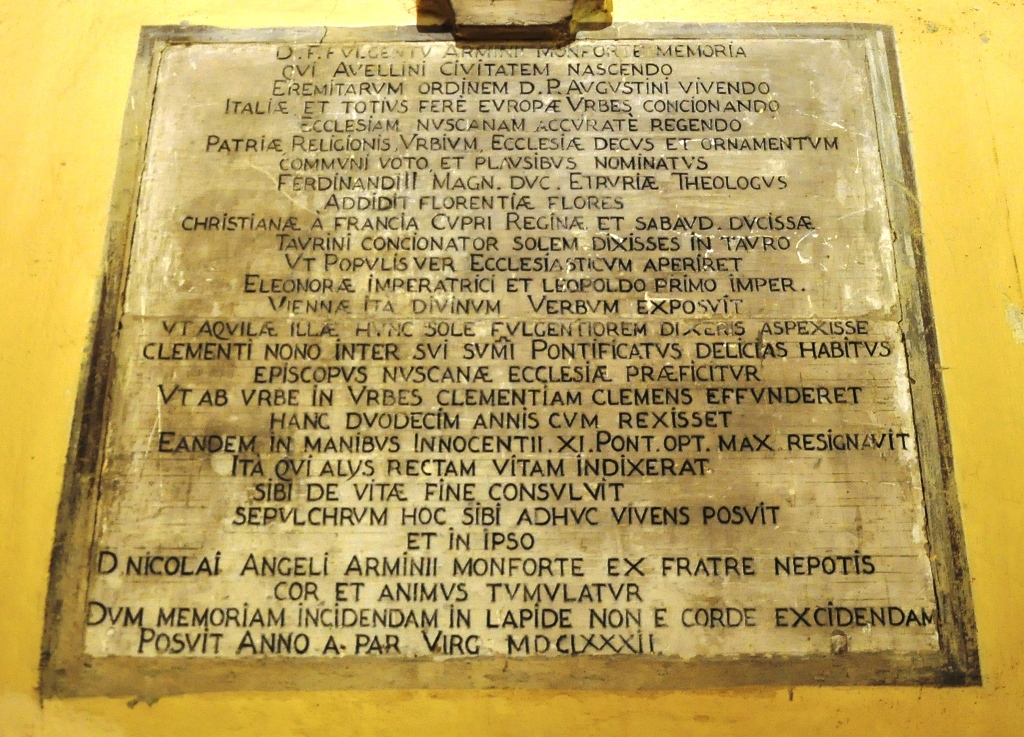 D. F. FVLGENTV ARMINII MONFORTE MEMORIA
QVI AVELLINI CIVITATEM NASCENDO
EREMITARVM ORDINEM D.P. AVGVSTINI VIVENDO
ITALIÆ ET TOTIVS FERÈ EVROPÆ VRBES CONCIONANDO
ECCLESIAM NVSCANAM ACCVRATÈ REGENDO
PATRIÆ RELIGIONIS, VRBIVM, ECCLESIÆ DECVS ET ORNAMENTVM
COMMVNI VOTO, ET PLAVSIBVS NOMINATVS
FERDINANDI II MAGN. DVC. ETRVRIÆ THEOLOGVS
ADDIDIT FLORENTIÆ FLORES
CHRISTIANÆ À FRANCIA CVPRI REGINÆ ET SABAVD. DVCISSÆ
TAVRINI CONCIONATOR SOLEM DIXISSES IN TAVRO
VT POPVLIS VER ECCLESIASTICVM APERIRET
ELEONORÆ IMPERATRICI ET LEOPOLDO PRIMO IMPER.
VIENNÆ ITA DIVINVM VERBVM EXPOSVIT
VT AQVILÆ ILLÆ HVNC SOLE FVLGENTIOREM DIXERIS ASPEXISSE
CLEMENTI NONO INTER SVI SVMI PONTIFICATVS DELICIAS HABITVS
EPISCOPVS NVSCANÆ ECCLESIÆ PRÆFICITVR
VT AB VRBE IN VRBES CLEMENTIAM CLEMENS EFFVNDERET
HANC DVODECIM ANNIS CVM REXISSET
EANDEM IN MANIBVS INNOCENTII. XI. PONT. OPT. MAX. RESIGNAVIT
ITA QVI ALVS RECTAM VITAM INDIXERAT
SIBI DE VITÆ FINE CONSVLVIT
SEPVLCHRVM HOC SIBI ADHVC VIVENS POSVIT
ET IN IPSO
D. NICOLAI ANGELI ARMINII MONFORTE EX FRATRE NEPOTIS
COR ET ANIMVS TVMVLATVR
DVM MEMORIAM INCIDENDAM IN LAPIDE NON E CORDE EXCIDENDAM
POSVIT ANNO A. PAR. VIRG. MDCLXXXII.